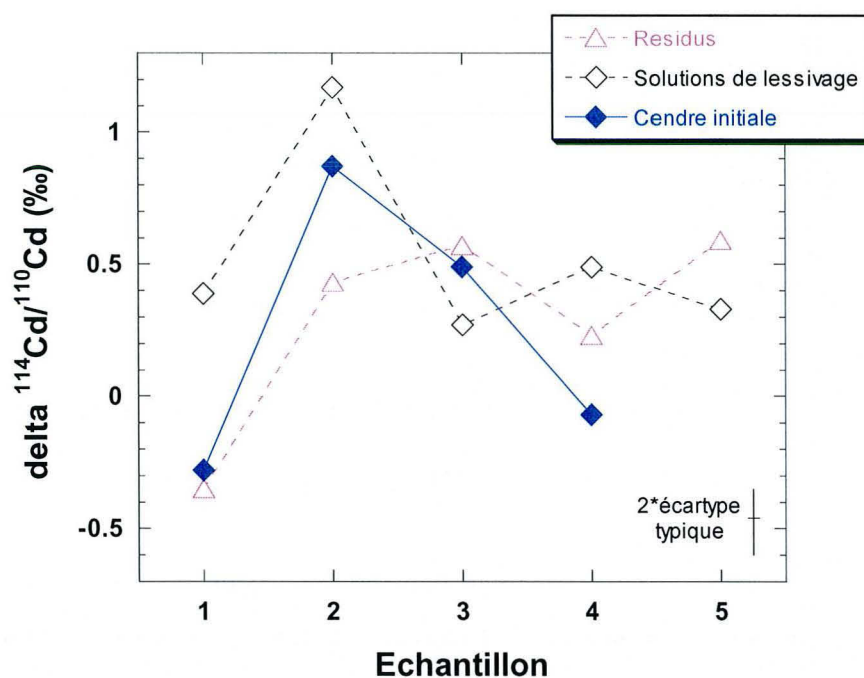 Residus
Solutions de lessivage
Cendre initiale
delta ¹¹⁴Cd/¹¹⁰Cd (‰)
1
0.5
0
-0.5
2*écartype
typique
1 2 3 4 5
Echantillon